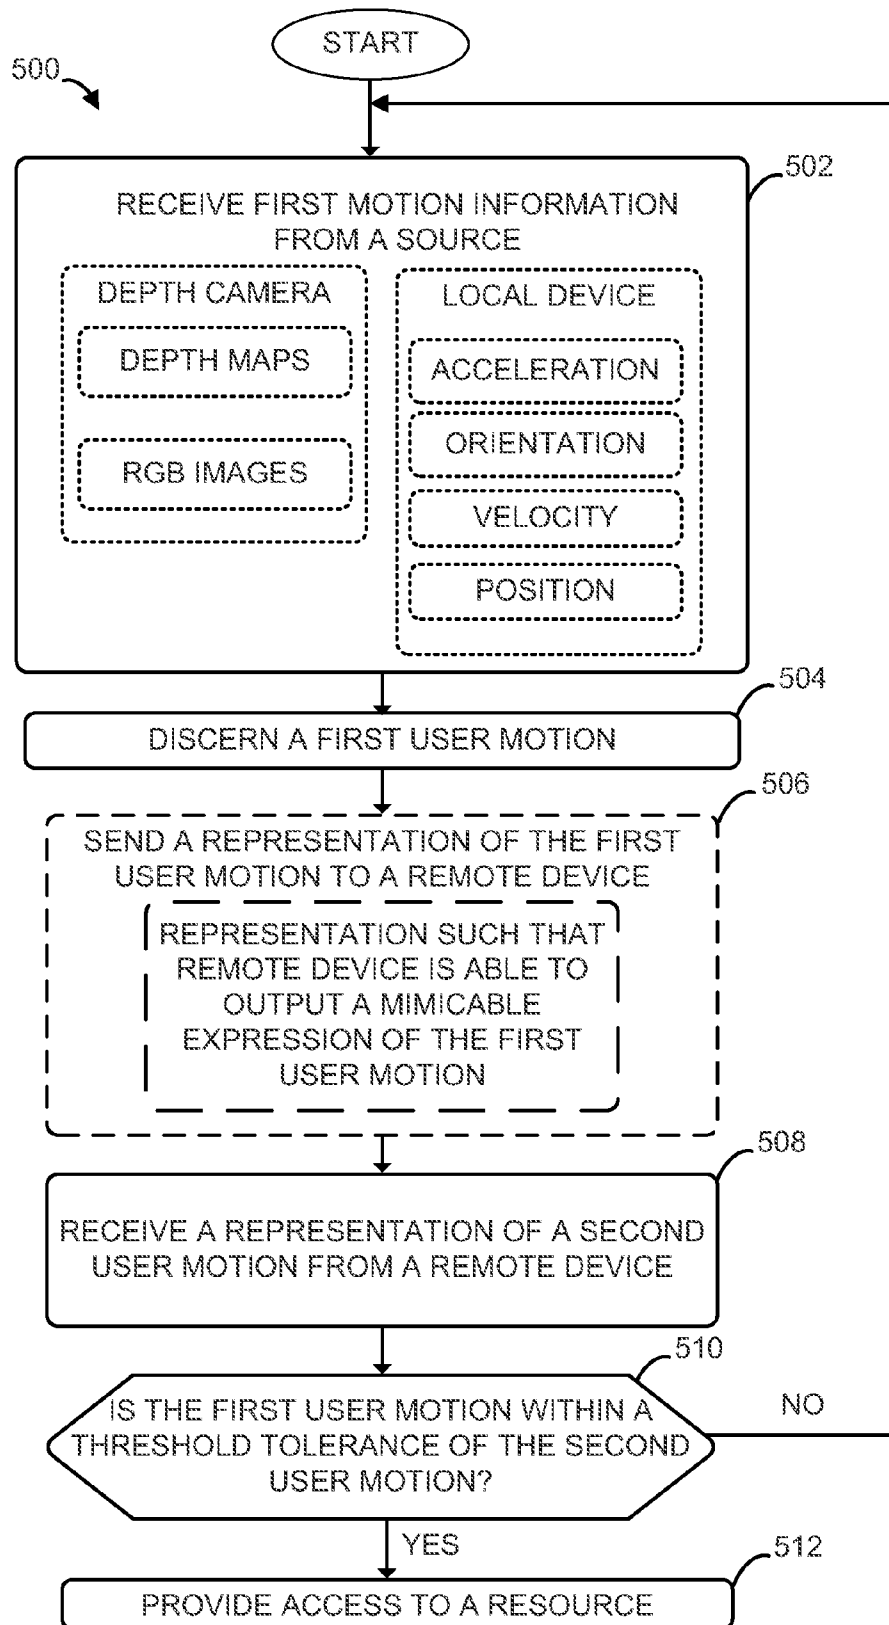 START
500
502
RECEIVE FIRST MOTION INFORMATION
FROM A SOURCE
DEPTH CAMERA
DEPTH MAPS
RGB IMAGES
LOCAL DEVICE
ACCELERATION
ORIENTATION
VELOCITY
POSITION
504
DISCERN A FIRST USER MOTION
506
SEND A REPRESENTATION OF THE FIRST
USER MOTION TO A REMOTE DEVICE
REPRESENTATION SUCH THAT
REMOTE DEVICE IS ABLE TO
OUTPUT A MIMICABLE
EXPRESSION OF THE FIRST
USER MOTION
508
RECEIVE A REPRESENTATION OF A SECOND
USER MOTION FROM A REMOTE DEVICE
510
IS THE FIRST USER MOTION WITHIN A
THRESHOLD TOLERANCE OF THE SECOND
USER MOTION?
NO
YES
512
PROVIDE ACCESS TO A RESOURCE